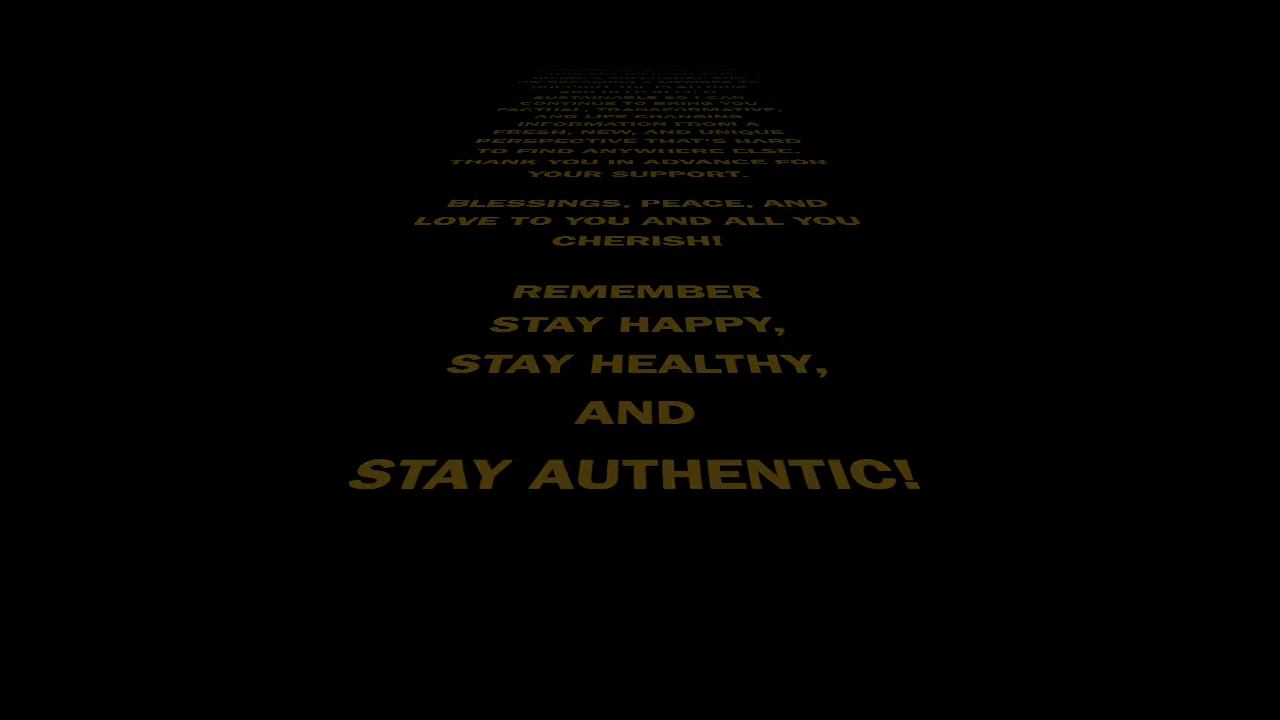 SUSTAINABLE SO I CAN
CONTINUE TO BRING YOU
FACTUAL, TRANSFORMATIVE,
AND LIFE CHANGING
INFORMATION FROM A
FRESH, NEW, AND UNIQUE
PERSPECTIVE THAT'S HARD
TO FIND ANYWHERE ELSE.
THANK YOU IN ADVANCE FOR
YOUR SUPPORT.
BLESSINGS, PEACE, AND
LOVE TO YOU AND ALL YOU
CHERISH!
REMEMBER
STAY HAPPY,
STAY HEALTHY,
AND
STAY AUTHENTIC!